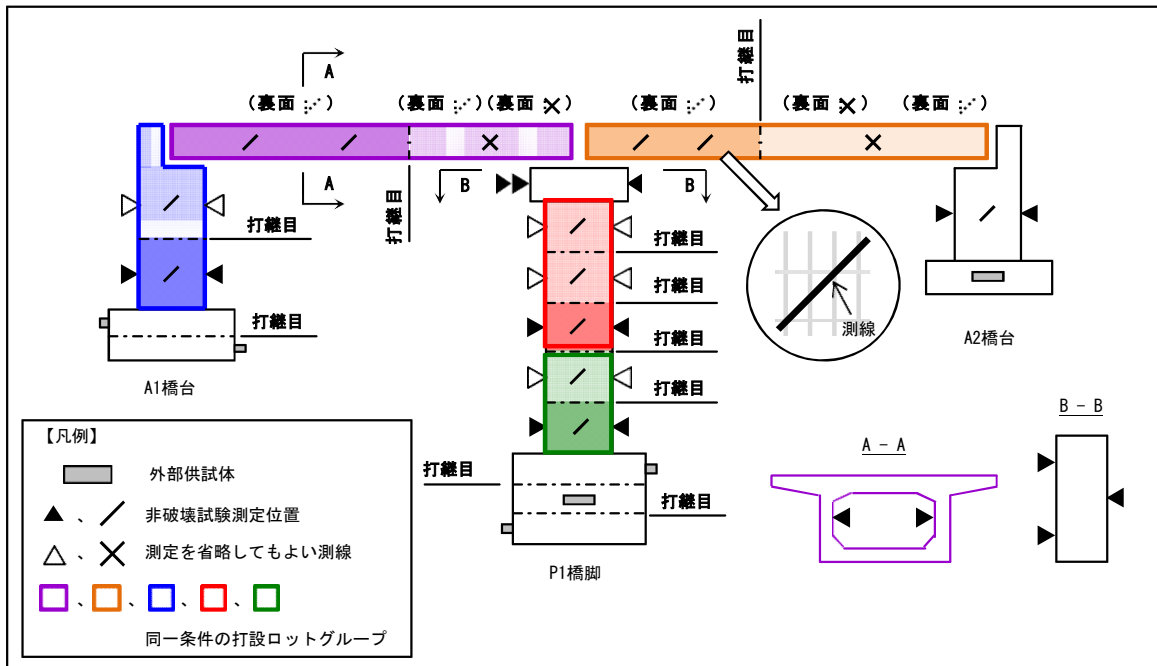 A
打継目
(裏面 ⋰)
(裏面 ⋰)
(裏面 ×)
(裏面 ⋰)
(裏面 ×)
(裏面 ⋰)
A
打継目
B
B
打継目
打継目
打継目
打継目
打継目
打継目
打継目
測線
A1橋台
A2橋台
打継目
打継目
P1橋脚
A − A
B − B
【凡例】
外部供試体
▲、/ 非破壊試験測定位置
△、× 測定を省略してもよい測線
、 、 、 、
同一条件の打設ロットグループ